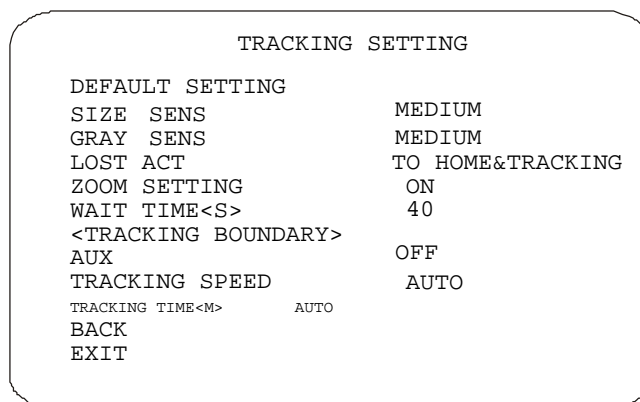 TRACKING SETTING
DEFAULT SETTING
SIZE SENS MEDIUM
GRAY SENS MEDIUM
LOST ACT TO HOME&TRACKING
ZOOM SETTING ON
WAIT TIME<S> 40
<TRACKING BOUNDARY>
AUX OFF
TRACKING SPEED AUTO
TRACKING TIME<M> AUTO
BACK
EXIT